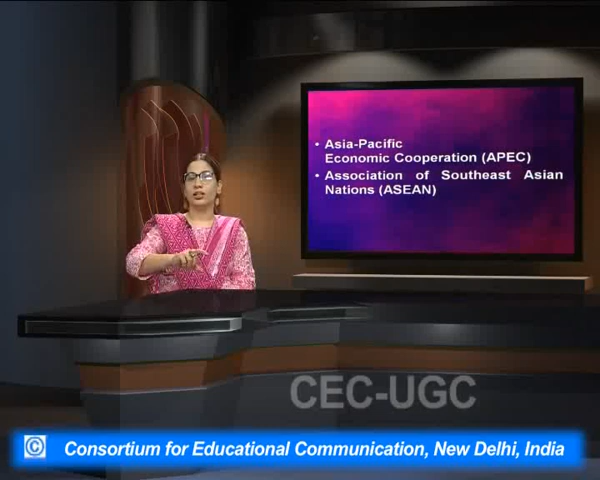 • Asia-Pacific
Economic Cooperation (APEC)
• Association of Southeast Asian
Nations (ASEAN)
CEC-UGC
© Consortium for Educational Communication, New Delhi, India